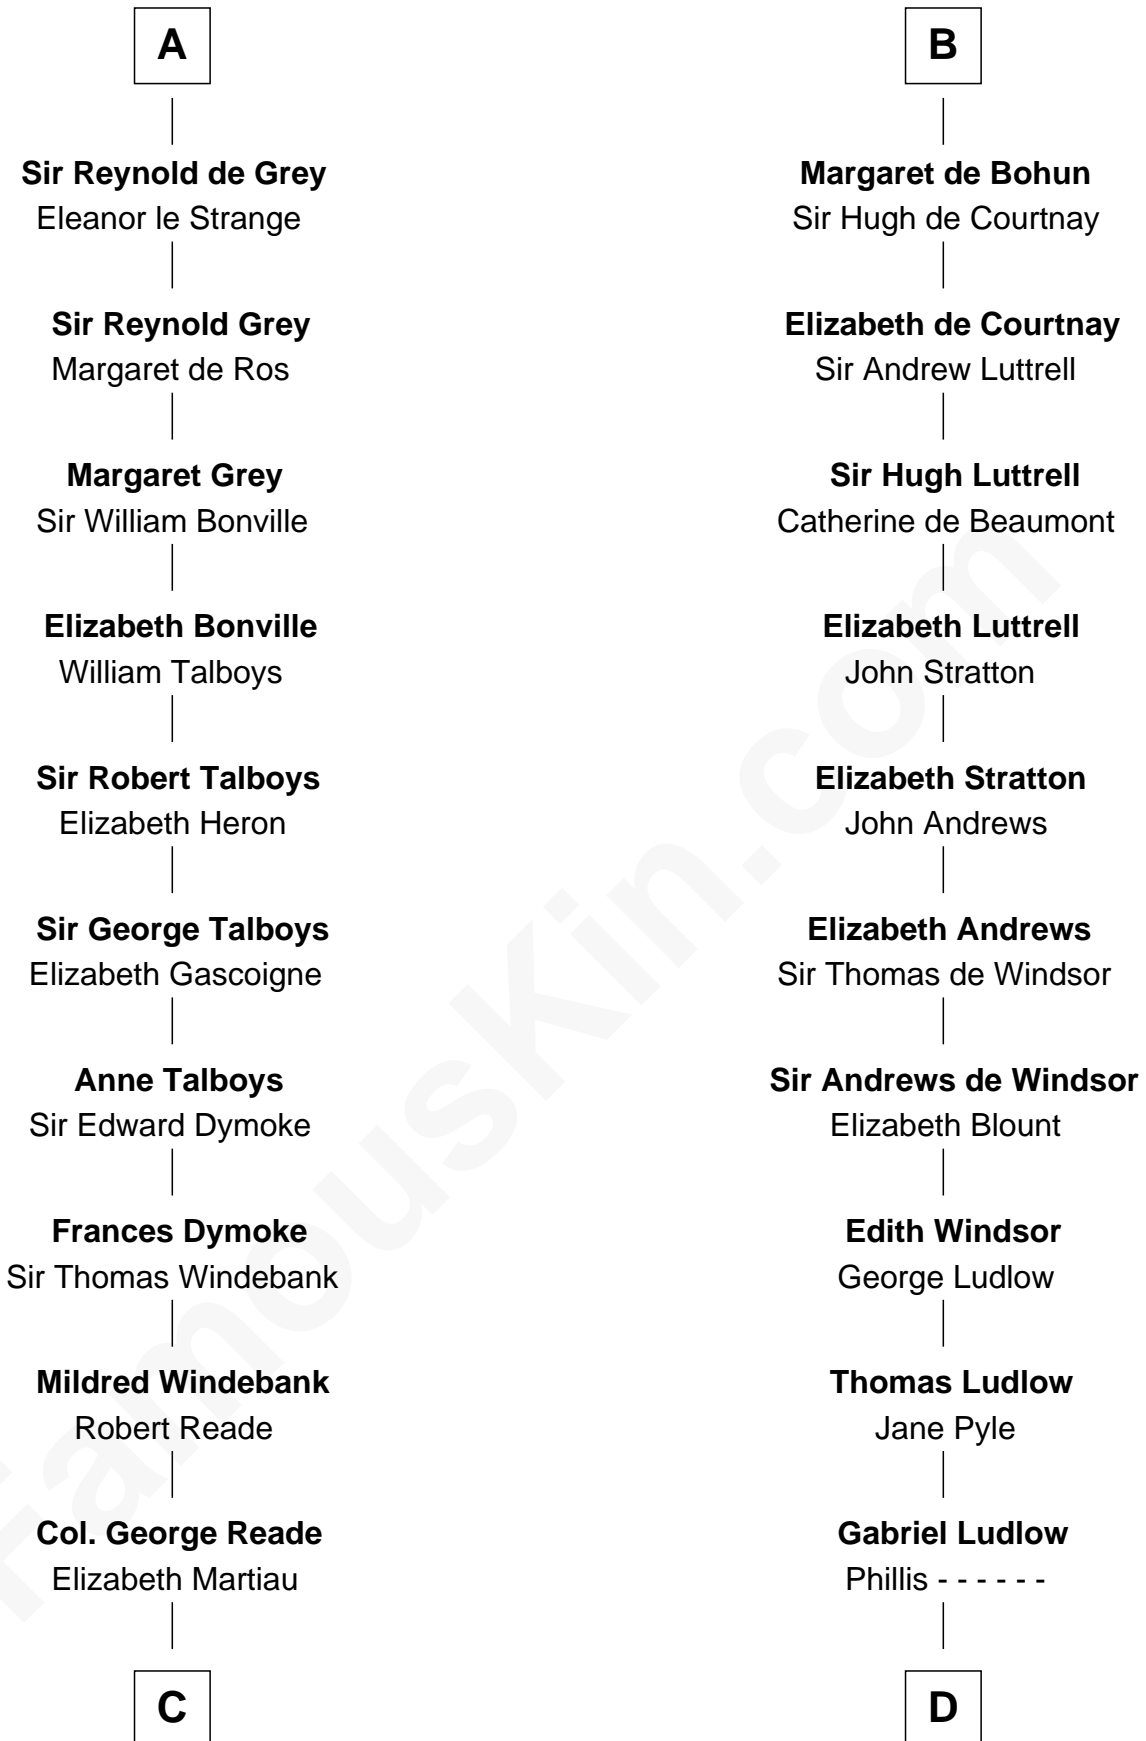 A
Sir Reynold de Grey
Eleanor le Strange
Sir Reynold Grey
Margaret de Ros
Margaret Grey
Sir William Bonville
Elizabeth Bonville
William Talboys
Sir Robert Talboys
Elizabeth Heron
Sir George Talboys
Elizabeth Gascoigne
Anne Talboys
Sir Edward Dymoke
Frances Dymoke
Sir Thomas Windebank
Mildred Windebank
Robert Reade
Col. George Reade
Elizabeth Martiau
C
B
Margaret de Bohun
Sir Hugh de Courtnay
Elizabeth de Courtnay
Sir Andrew Luttrell
Sir Hugh Luttrell
Catherine de Beaumont
Elizabeth Luttrell
John Stratton
Elizabeth Stratton
John Andrews
Elizabeth Andrews
Sir Thomas de Windsor
Sir Andrews de Windsor
Elizabeth Blount
Edith Windsor
George Ludlow
Thomas Ludlow
Jane Pyle
Gabriel Ludlow
Phillis - - - - - -
D
FamousKin.com